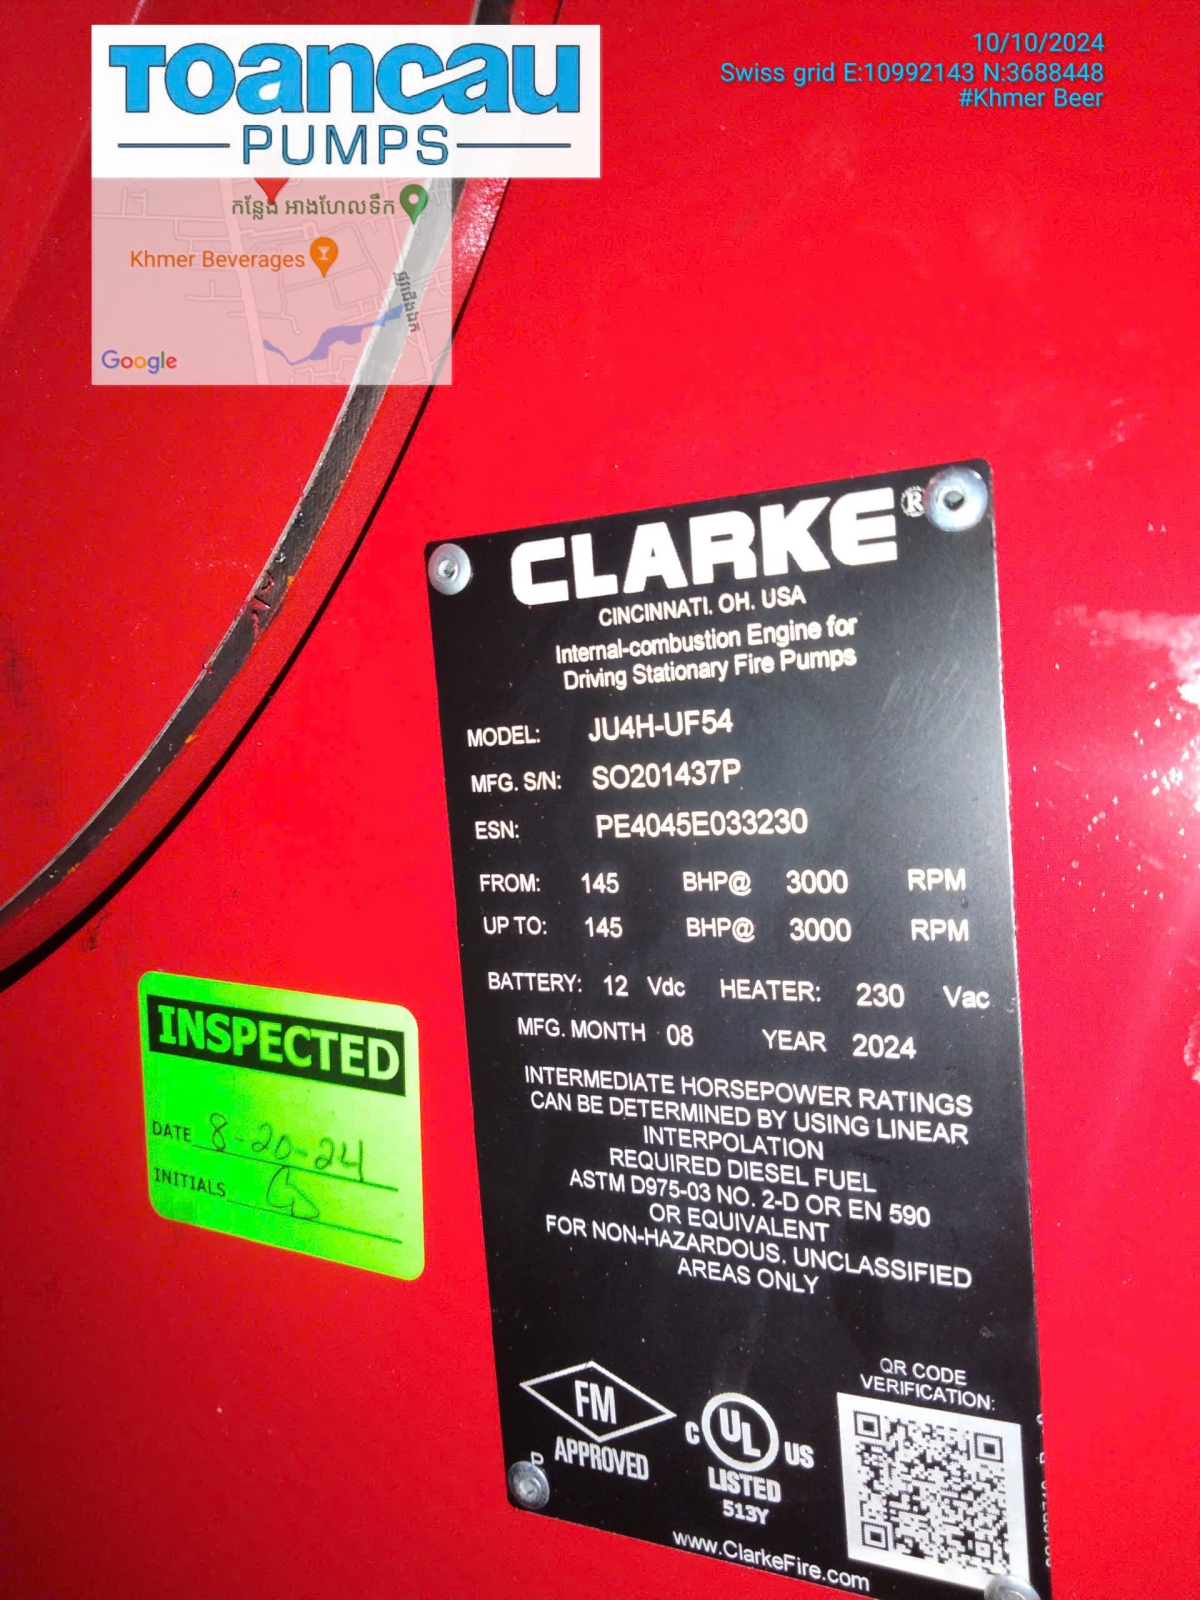 TOANCAU
PUMPS
10/10/2024
Swiss grid E:10992143 N:3688448
#Khmer Beer
កន្លែង អាងហែលទឹក
Khmer Beverages
Google
CLARKE®
CINCINNATI, OH, USA
Internal-combustion Engine for
Driving Stationary Fire Pumps
MODEL: JU4H-UF54
MFG. S/N: SO201437P
ESN: PE4045E033230
FROM: 145 BHP@ 3000 RPM
UP TO: 145 BHP@ 3000 RPM
BATTERY: 12 Vdc HEATER: 230 Vac
MFG. MONTH 08 YEAR 2024
INTERMEDIATE HORSEPOWER RATINGS
CAN BE DETERMINED BY USING LINEAR
INTERPOLATION
REQUIRED DIESEL FUEL
ASTM D975-03 NO. 2-D OR EN 590
OR EQUIVALENT
FOR NON-HAZARDOUS, UNCLASSIFIED
AREAS ONLY
QR CODE
VERIFICATION:
FM
APPROVED
C UL US
LISTED
513Y
www.ClarkeFire.com
INSPECTED
DATE 8-20-24
INITIALS